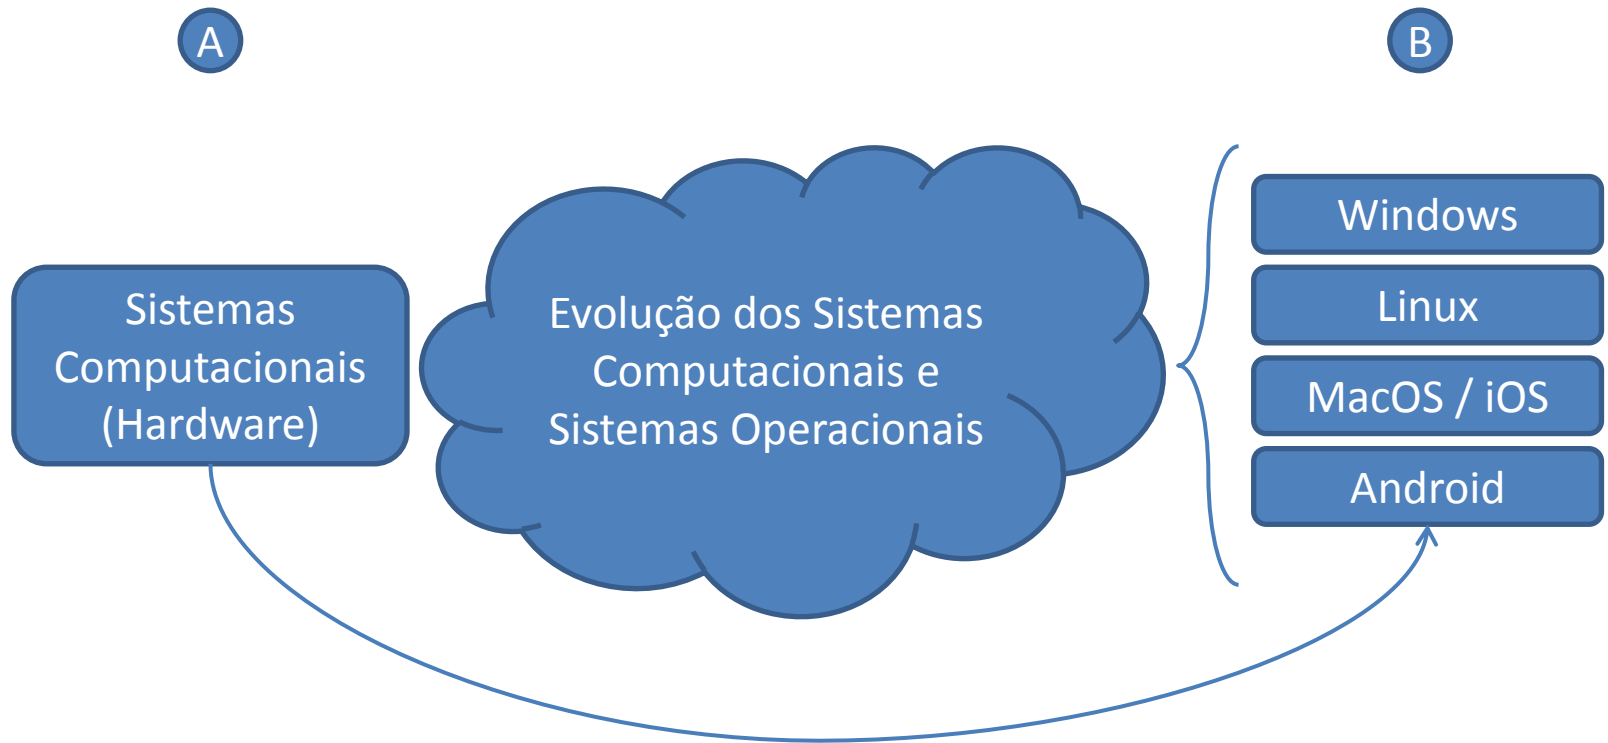 A
B
Sistemas
Computacionais
(Hardware)
Evolução dos Sistemas
Computacionais e
Sistemas Operacionais
Windows
Linux
MacOS / iOS
Android